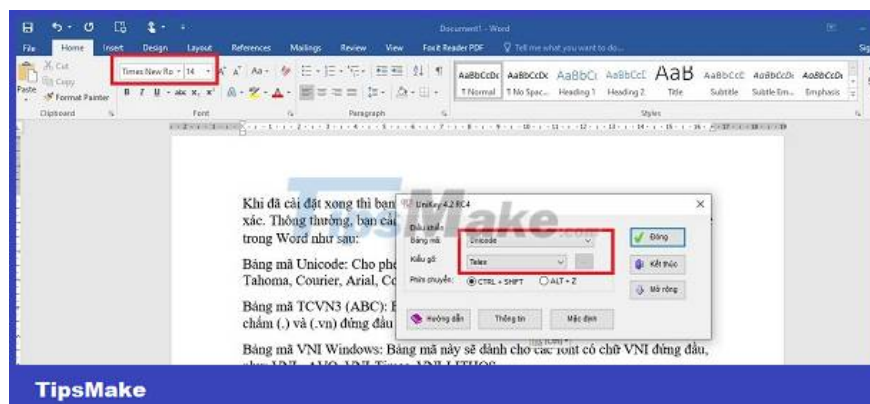 Document1 - Word
File Home Insert Design Layout References Mailings Review View Foxit Reader PDF Tell me what you want to do...
Cut
Copy
Paste Format Painter
Times New Ro 14
AaBbCcDc AaBbCcDc AaBbCc AaBbCcE AaB AaBbCcE AaBbCcDc AaBbCcDc
¶ Normal ¶ No Spac... Heading 1 Heading 2 Title Subtitle Subtle Em... Emphasis
Clipboard Font Paragraph Styles
Khi đã cài đặt xong thì bạn
xác. Thông thường, bạn cài
trong Word như sau:
Bảng mã Unicode: Cho phé
Tahoma, Courier, Arial, Co
Bảng mã TCVN3 (ABC):
chấm (.) và (.vn) đứng đầu
Bảng mã VNI Windows: Bảng mã này sẽ dành cho các font có chữ VNI đứng đầu,
UniKey 4.2 RC4
Điều khiển
Bảng mã: Unicode
Kiểu gõ: Telex
Phím chuyển: CTRL + SHIFT ALT + Z
Đóng
Kết thúc
Mở rộng
Hướng dẫn Thông tin Mặc định
TipsMake.com
TipsMake